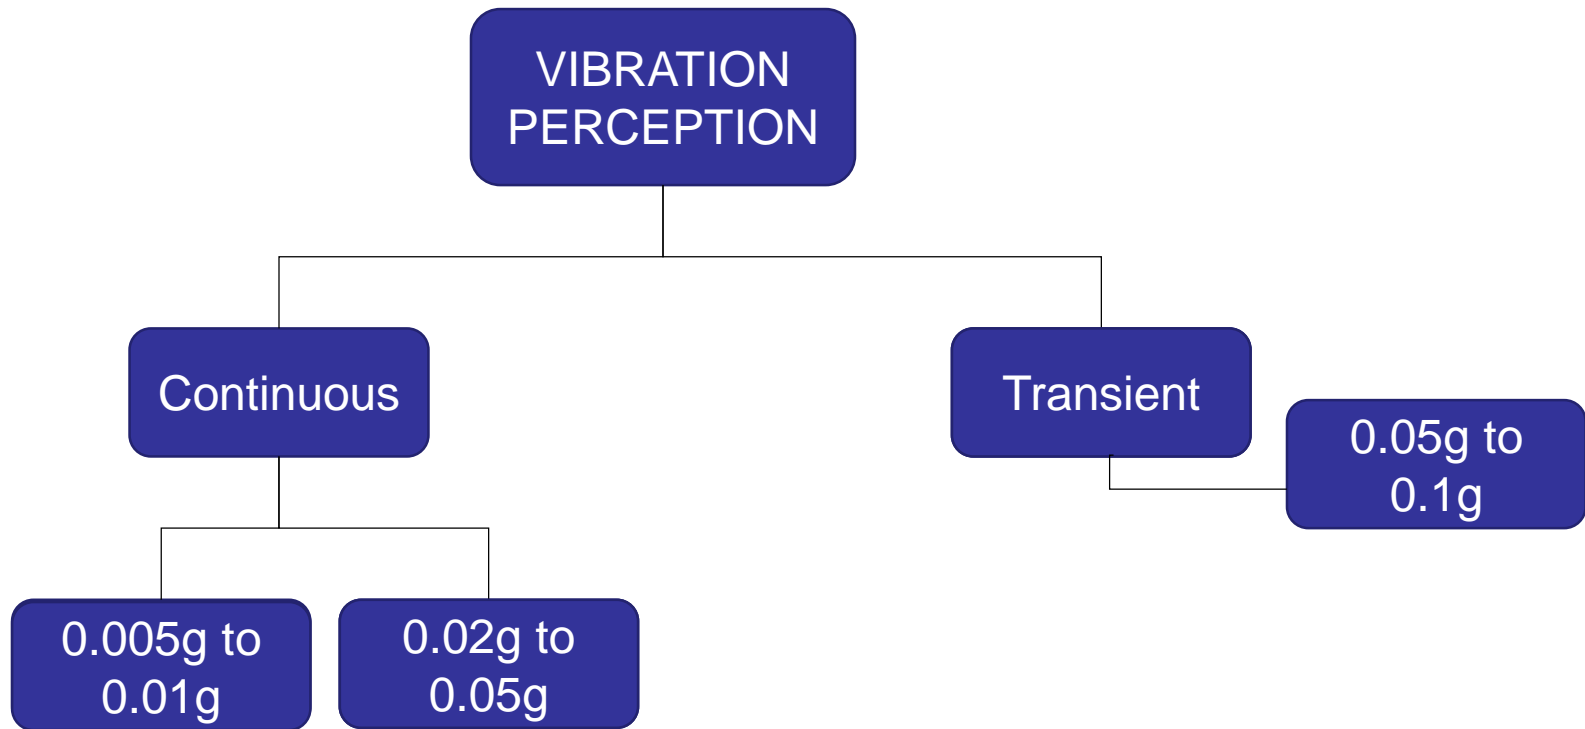 VIBRATION
PERCEPTION
Continuous
Transient
0.05g to
0.1g
0.005g to
0.01g
0.02g to
0.05g